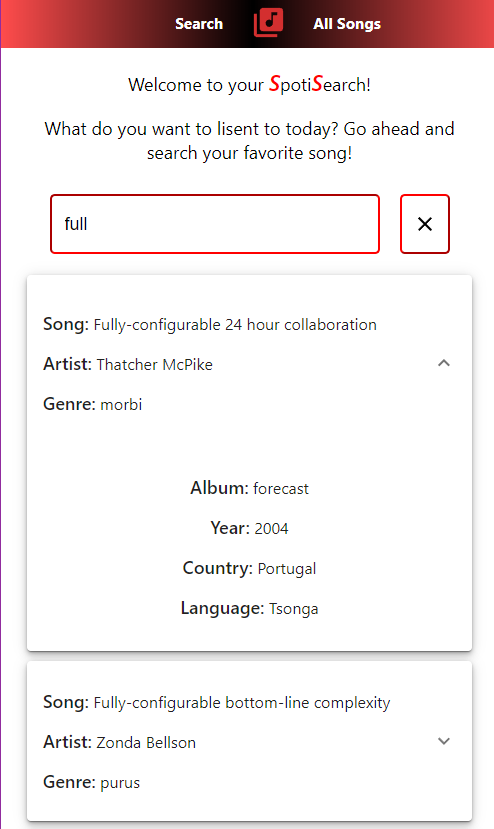 Search
All Songs
Welcome to your SpotiSearch!
What do you want to lisent to today? Go ahead and
search your favorite song!
full
Song: Fully-configurable 24 hour collaboration
Artist: Thatcher McPike
Genre: morbi
Album: forecast
Year: 2004
Country: Portugal
Language: Tsonga
Song: Fully-configurable bottom-line complexity
Artist: Zonda Bellson
Genre: purus